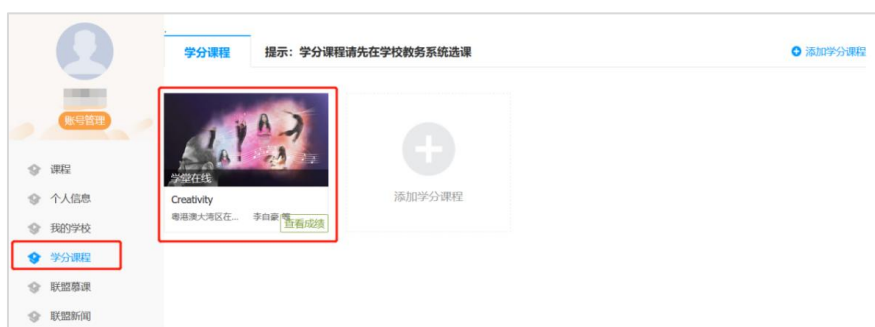 学分课程
提示：学分课程请先在学校教务系统选课
添加学分课程
账号管理
课程
个人信息
我的学校
学分课程
联盟慕课
联盟新闻
学堂在线
Creativity
粤港澳大湾区在... 李自豪 等
查看成绩
添加学分课程